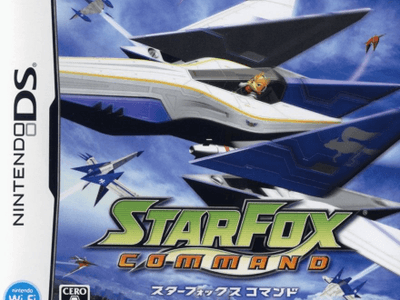 NINTENDO DS
STARFOX
COMMAND
スターフォックス コマンド
nintendo
Wi-Fi
CERO
A